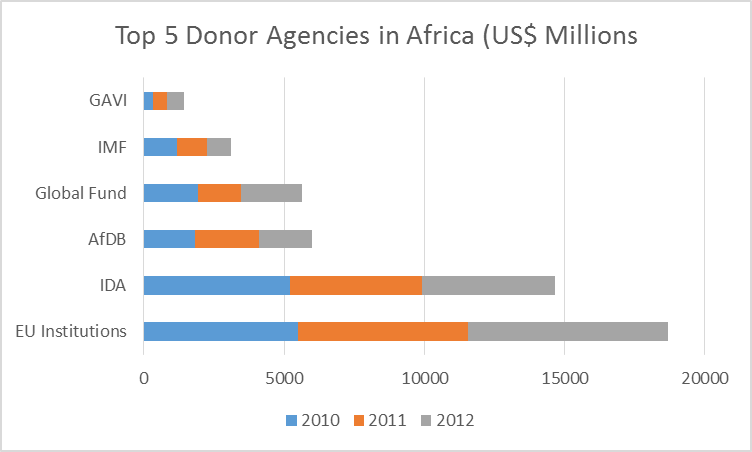 Top 5 Donor Agencies in Africa (US$ Millions
GAVI
IMF
Global Fund
AfDB
IDA
EU Institutions
0 5000 10000 15000 20000
2010 2011 2012